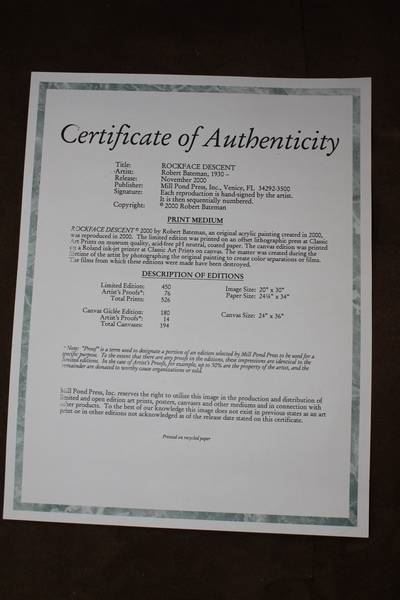 Certificate of Authenticity
Title: ROCKFACE DESCENT
Artist: Robert Bateman, 1930 –
Release: November 2000
Publisher: Mill Pond Press, Inc., Venice, FL 34292-3500
Signature: Each reproduction is hand-signed by the artist.
It is then sequentially numbered.
Copyright: © 2000 Robert Bateman
PRINT MEDIUM
ROCKFACE DESCENT © 2000 by Robert Bateman, an original acrylic painting created in 2000,
was reproduced in 2000. The limited edition was printed on an offset lithographic press at Classic
Art Prints on museum quality, acid-free pH neutral, coated paper. The canvas edition was printed
on a Roland ink-jet printer at Classic Art Prints on canvas. The master was created during the
lifetime of the artist by photographing the original painting to create color separations or films.
The films from which these editions were made have been destroyed.
DESCRIPTION OF EDITIONS
Limited Edition: 450 Image Size: 20" x 30"
Artist's Proofs*: 76 Paper Size: 24¼" x 34"
Total Prints: 526
Canvas Giclée Edition: 180 Canvas Size: 24" x 36"
Artist's Proofs*: 14
Total Canvases: 194
* Note: "Proof" is a term used to designate a portion of an edition selected by Mill Pond Press to be used for a
specific purpose. To the extent that there are any proofs in the editions, these impressions are identical to the
limited editions. In the case of Artist's Proofs, for example, up to 50% are the property of the artist, and the
remainder are donated to worthy cause organizations or sold.
Mill Pond Press, Inc. reserves the right to utilize this image in the production and distribution of
limited and open edition art prints, posters, canvases and other mediums and in connection with
other products. To the best of our knowledge this image does not exist in previous states as an art
print or in other editions not acknowledged as of the release date stated on this certificate.
Printed on recycled paper